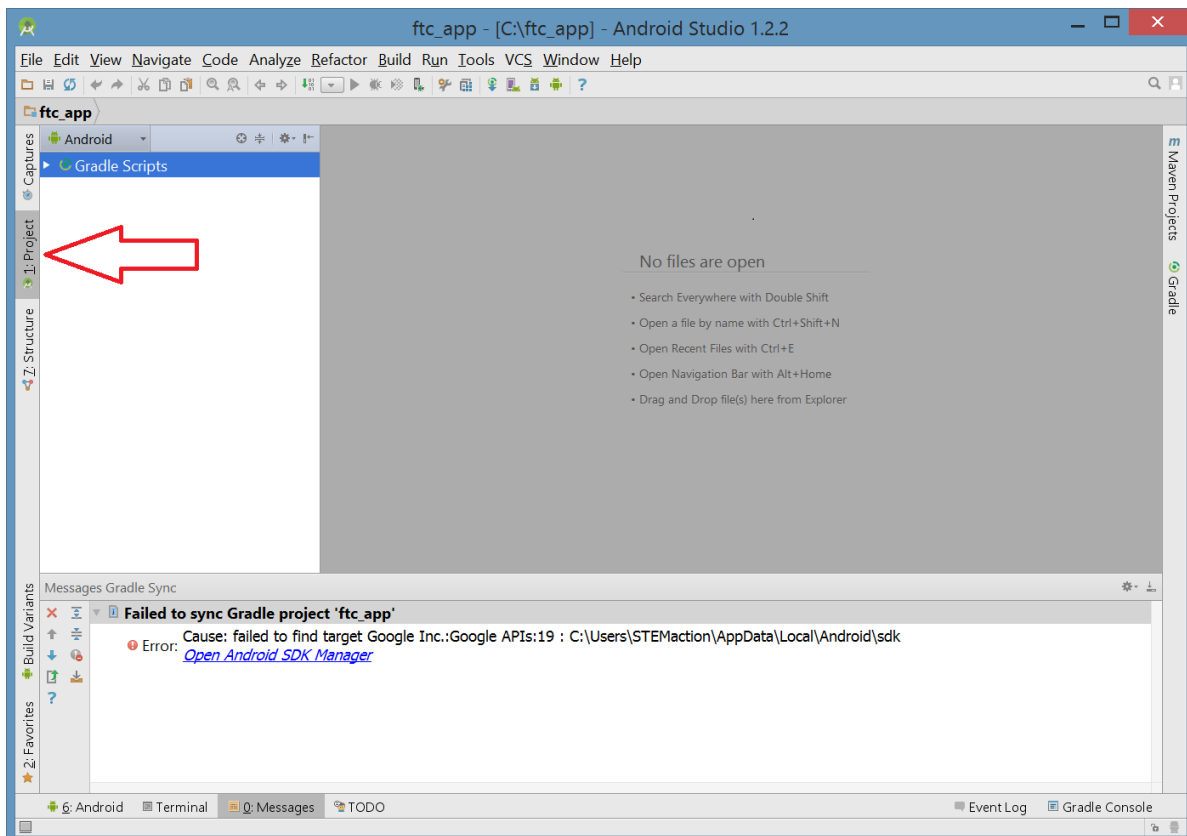 ftc_app - [C:\ftc_app] - Android Studio 1.2.2
File Edit View Navigate Code Analyze Refactor Build Run Tools VCS Window Help
ftc_app
Android
Gradle Scripts
Captures
1: Project
7: Structure
Build Variants
2: Favorites
Maven Projects
Gradle
No files are open
• Search Everywhere with Double Shift
• Open a file by name with Ctrl+Shift+N
• Open Recent Files with Ctrl+E
• Open Navigation Bar with Alt+Home
• Drag and Drop file(s) here from Explorer
Messages Gradle Sync
Failed to sync Gradle project 'ftc_app'
Error: Cause: failed to find target Google Inc.:Google APIs:19 : C:\Users\STEMaction\AppData\Local\Android\sdk
Open Android SDK Manager
6: Android Terminal 0: Messages TODO Event Log Gradle Console